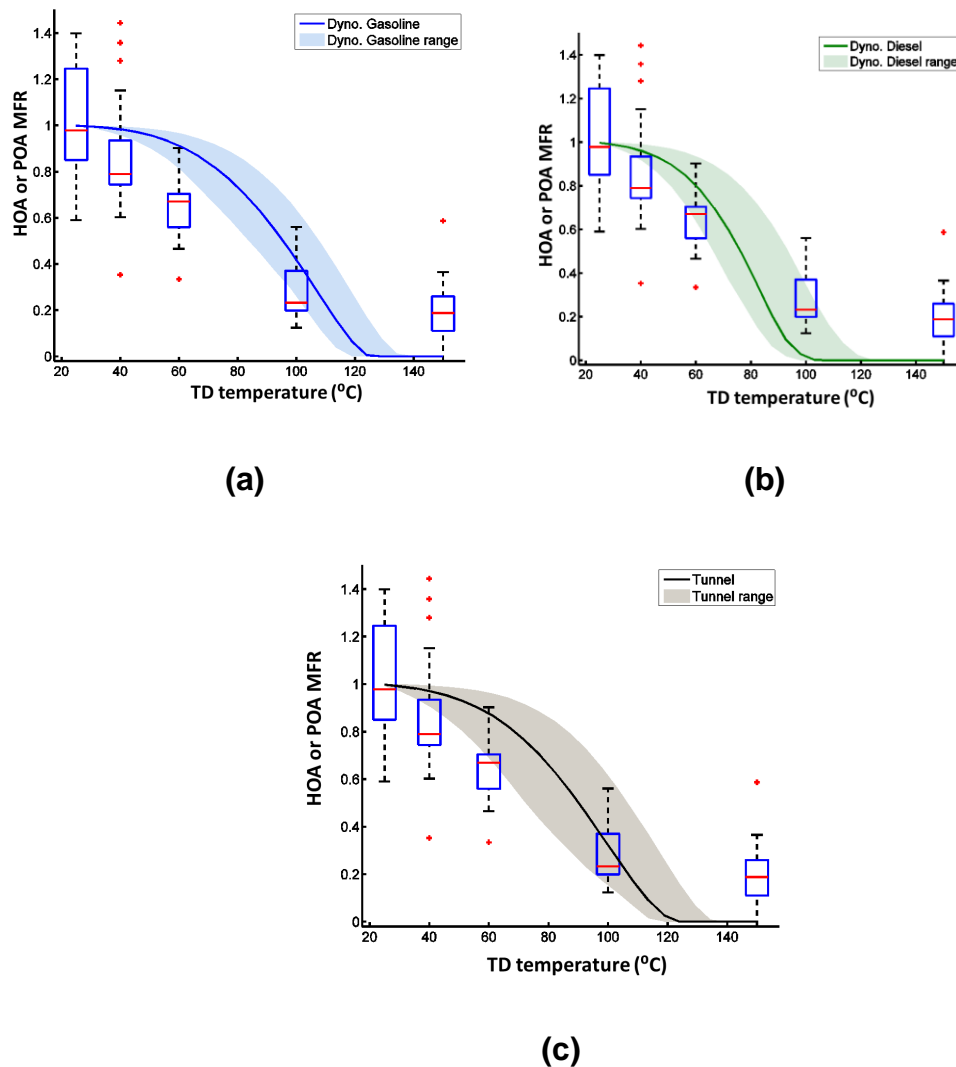 Dyno. Gasoline
Dyno. Gasoline range
HOA or POA MFR
1.4
1.2
1
0.8
0.6
0.4
0.2
0
20 40 60 80 100 120 140
TD temperature (⁰C)
(a)
Dyno. Diesel
Dyno. Diesel range
HOA or POA MFR
1.4
1.2
1
0.8
0.6
0.4
0.2
0
20 40 60 80 100 120 140
TD temperature (⁰C)
(b)
Tunnel
Tunnel range
HOA or POA MFR
1.4
1.2
1
0.8
0.6
0.4
0.2
0
20 40 60 80 100 120 140
TD temperature (⁰C)
(c)